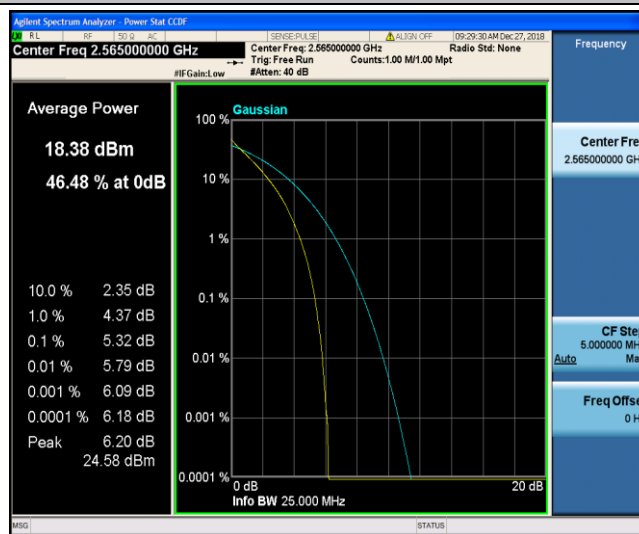 Agilent Spectrum Analyzer - Power Stat CCDF
RL RF 50 Ω AC SENSE:PULSE ALIGN OFF 09:29:30 AM Dec 27, 2018
Center Freq 2.565000000 GHz
Center Freq: 2.565000000 GHz Radio Std: None
Trig: Free Run Counts:1.00 M/1.00 Mpt
#IFGain:Low #Atten: 40 dB
Frequency
Average Power
18.38 dBm
46.48 % at 0dB
10.0 % 2.35 dB
1.0 % 4.37 dB
0.1 % 5.32 dB
0.01 % 5.79 dB
0.001 % 6.09 dB
0.0001 % 6.18 dB
Peak 6.20 dB
24.58 dBm
Gaussian
100 %
10 %
1 %
0.1 %
0.01 %
0.001 %
0.0001 %
0 dB 20 dB
Info BW 25.000 MHz
Center Fre
2.565000000 GH
CF Ste
5.000000 MH
Auto Ma
Freq Offse
0 H
MSG STATUS